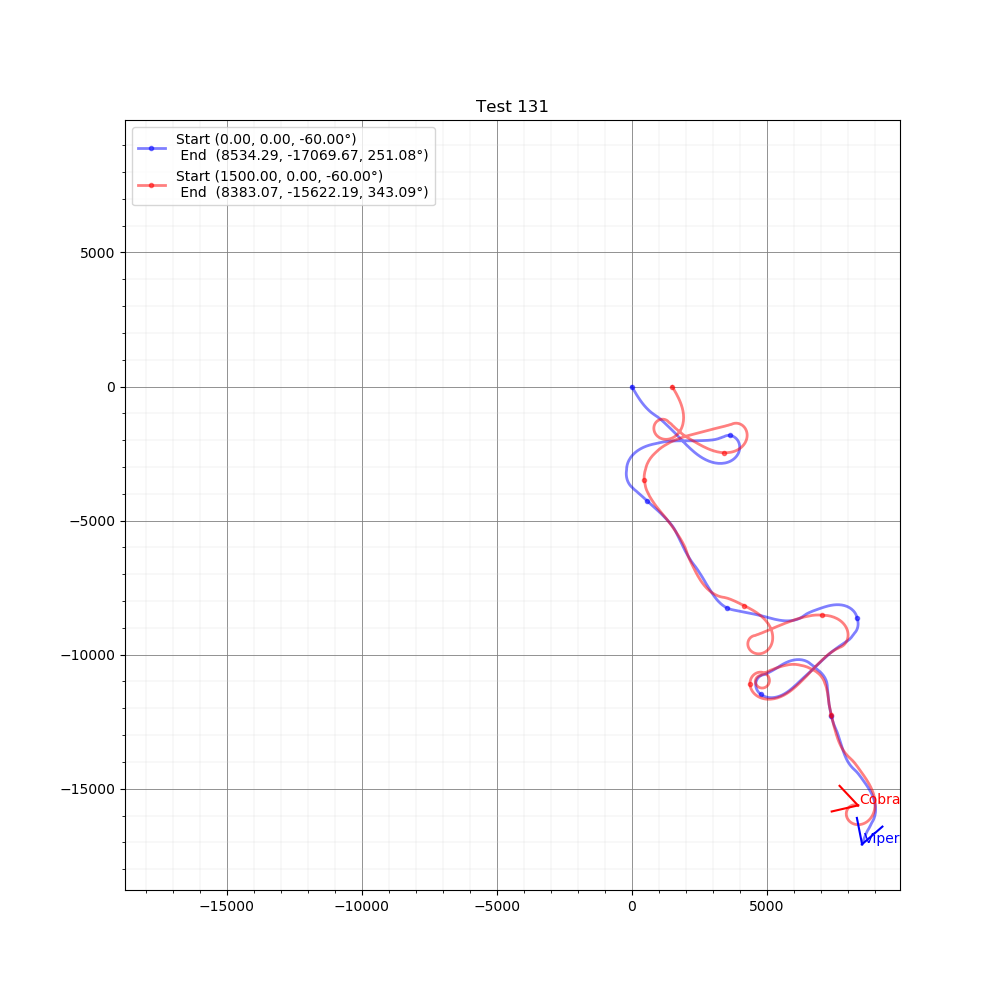 Test 131
Start (0.00, 0.00, -60.00°)
End  (8534.29, -17069.67, 251.08°)
Start (1500.00, 0.00, -60.00°)
End  (8383.07, -15622.19, 343.09°)
5000
0
−5000
−10000
−15000
Cobra
Viper
−15000
−10000
−5000
0
5000